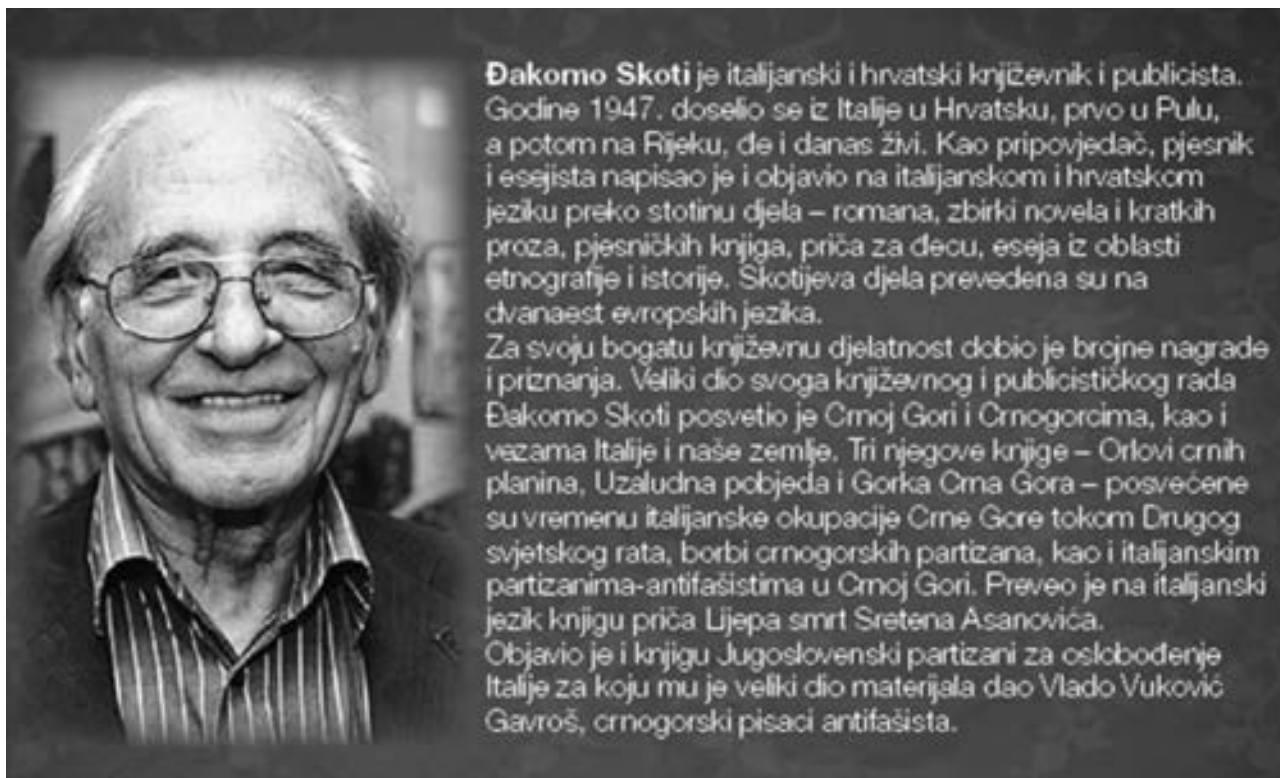 Đakomo Skoti je italijanski i hrvatski književnik i publicista.
Godine 1947. doselio se iz Italije u Hrvatsku, prvo u Pulu,
a potom na Rijeku, đe i danas živi. Kao pripovjedač, pjesnik
i esejista napisao je i objavio na italijanskom i hrvatskom
jeziku preko stotinu djela – romana, zbirki novela i kratkih
proza, pjesničkih knjiga, priča za đecu, eseja iz oblasti
etnografije i istorije. Skotijeva djela prevedena su na
dvanaest evropskih jezika.
Za svoju bogatu književnu djelatnost dobio je brojne nagrade
i priznanja. Veliki dio svoga književnog i publicističkog rada
Đakomo Skoti posvetio je Crnoj Gori i Crnogorcima, kao i
vezama Italije i naše zemlje. Tri njegove knjige – Orlovi crnih
planina, Uzaludna pobjeda i Gorka Crna Gora – posvećene
su vremenu italijanske okupacije Crne Gore tokom Drugog
svjetskog rata, borbi crnogorskih partizana, kao i italijanskim
partizanima-antifašistima u Crnoj Gori. Preveo je na italijanski
jezik knjigu priča Lijepa smrt Sretena Asanovića.
Objavio je i knjigu Jugoslovenski partizani za oslobođenje
Italije za koju mu je veliki dio materijala dao Vlado Vuković
Gavroš, crnogorski pisaci antifašista.